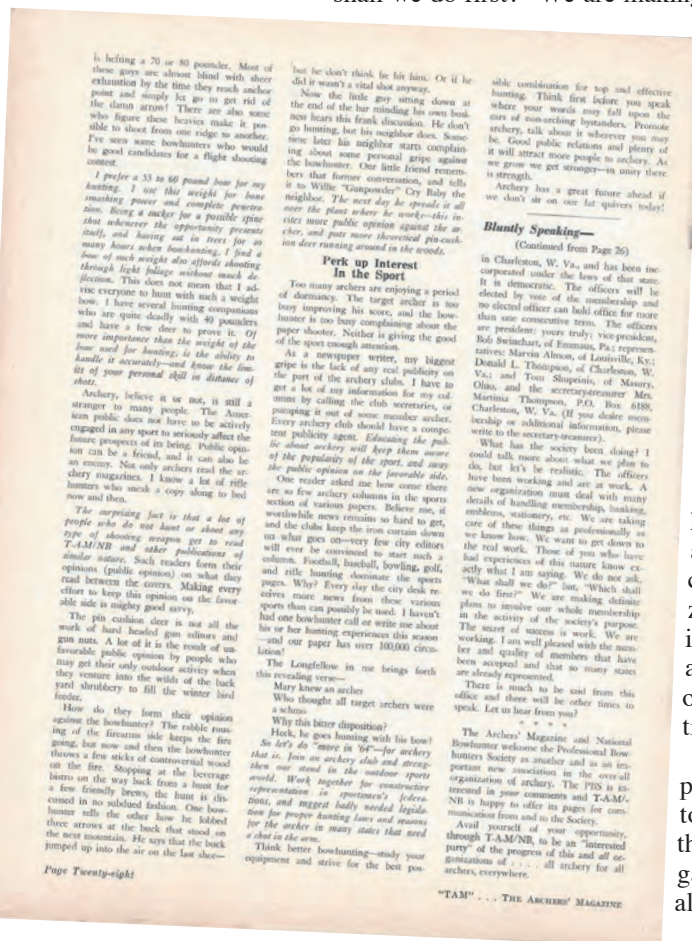 shall we do first?" We are making
is hefting a 70 or 80 pounder. Most of
these guys are almost blind with sheer
exhaustion by the time they reach anchor
point and simply let go to get rid of
the damn arrow! There are also some
who figure these heavies make it pos-
sible to shoot from one ridge to another.
I've seen some bowhunters who would
be good candidates for a flight shooting
contest.
I prefer a 55 to 60 pound bow for my
hunting. I use this weight for bone
smashing power and complete penetra-
tion. Being a sucker for a possible spine
that whenever the opportunity presents
itself, and having sat in trees for so
many hours when bowhunting, I find a
bow of such weight also affords shooting
through light foliage without much de-
flection. This does not mean that I ad-
vise everyone to hunt with such a weight
bow. I have several hunting companions
who are quite deadly with 40 pounders
and have a few deer to prove it. Of
more importance than the weight of the
bow used for hunting, is the ability to
handle it accurately—and know the lim-
its of your personal skill in distance of
shots.
Archery, believe it or not, is still a
stranger to many people. The Amer-
ican public does not have to be actively
engaged in any sport to seriously affect the
future prospects of its being. Public opin-
ion can be a friend, and it can also be
an enemy. Not only archers read the ar-
chery magazines. I know a lot of rifle
hunters who sneak a copy along to bed
now and then.
The surprising fact is that a lot of
people who do not hunt or shoot any
type of shooting weapon get to read
T-A-M/NB and other publications of
similar nature. Such readers form their
opinions (public opinion) on what they
read between the covers. Making every
effort to keep this opinion on the favor-
able side is mighty good savvy.
The pin cushion deer is not all the
work of hard headed gun editors and
gun nuts. A lot of it is the result of un-
favorable public opinion by people who
may get their only outdoor activity when
they venture into the wilds of the back
yard shrubbery to fill the winter bird
feeder.
How do they form their opinion
against the bowhunter? The rabble rous-
ing of the firearms side keeps the fire
going, but now and then the bowhunter
throws a few sticks of controversial wood
on the fire. Stopping at the beverage
bistro on the way back from a hunt for
a few friendly brews, the hunt is dis-
cussed in no subdued fashion. One bow-
hunter tells the other how he lobbed
three arrows at the buck that stood on
the next mountain. He says that the buck
jumped up into the air on the last shot—
Page Twenty-eight
but he don't think he hit him. Or if he
did it wasn't a vital shot anyway.
Now the little guy sitting down at
the end of the bar minding his own busi-
ness hears this frank discussion. He don't
go hunting, but his neighbor does. Some-
time later his neighbor starts complain-
ing about some personal gripe against
the bowhunter. Our little friend remem-
bers that former conversation, and tells
it to Willie "Gunpowder" Cry Baby the
neighbor. The next day he spreads it all
over the plant where he works—this in-
cites more public opinion against the ar-
cher, and puts more theoretical pin-cush-
ion deer running around in the woods.
Perk up Interest
In the Sport
Too many archers are enjoying a period
of dormancy. The target archer is too
busy improving his score, and the bow-
hunter is too busy complaining about the
paper shooter. Neither is giving the good
of the sport enough attention.
As a newspaper writer, my biggest
gripe is the lack of any real publicity on
the part of the archery clubs. I have to
get a lot of my information for my col-
umns by calling the club secretaries, or
pumping it out of some member archer.
Every archery club should have a compe-
tent publicity agent. Educating the pub-
lic about archery will keep them aware
of the popularity of the sport, and sway
the public opinion on the favorable side.
One reader asked me how come there
are so few archery columns in the sports
section of various papers. Believe me, if
worthwhile news remains so hard to get,
and the clubs keep the iron curtain down
on what goes on—very few city editors
will ever be convinced to start such a
column. Football, baseball, bowling, golf,
and rifle hunting dominate the sports
pages. Why? Every day the city desk re-
ceives more news from these various
sports than can possibly be used. I haven't
had one bowhunter call or write me about
his or her hunting experiences this season
—and our paper has over 100,000 circu-
lation!
The Longfellow in me brings forth
this revealing verse—
Mary knew an archer
Who thought all target archers were
a schmo
Why this bitter disposition?
Heck, he goes hunting with his bow!
So let's do "more in '64"—for archery
that is. Join an archery club and streng-
then our stand in the outdoor sports
world. Work together for constructive
representation in sportsmen's federa-
tions, and suggest badly needed legisla-
tion for proper hunting laws and seasons
for the archer in many states that need
a shot in the arm.
Think better bowhunting—study your
equipment and strive for the best pos-
sible combination for top and effective
hunting. Think first before you speak
where your words may fall upon the
ears of non-arching bystanders. Promote
archery, talk about it wherever you may
be. Good public relations and plenty of
it will attract more people to archery. As
we grow we get stronger—in unity there
is strength.
Archery has a great future ahead if
we don't sit on our fat quivers today!
Bluntly Speaking—
(Continued from Page 26)
in Charleston, W. Va., and has been inc-
orporated under the laws of that state.
It is democratic. The officers will be
elected by vote of the membership and
no elected officer can hold office for more
than one consecutive term. The officers
are president: yours truly; vice-president,
Bob Swinehart, of Emmaus, Pa.; represen-
tatives: Marvin Almon, of Louisville, KY.;
Donald L. Thompson, of Charleston, W.
Va.; and Tom Shupeinis, of Masury,
Ohio, and the secretary-treasurer Mrs.
Martinia Thompson, P.O. Box 6188,
Charleston, W. Va. (If you desire mem-
bership or additional information, please
write to the secretary-treasurer).
What has the society been doing? I
could talk more about what we plan to
do, but let's be realistic. The officers
have been working and are at work. A
new organization must deal with many
details of handling membership, banking,
emblems, stationery, etc. We are taking
care of these things as professionally as
we know how. We want to get down to
the real work. Those of you who have
had experiences of this nature know ex-
actly what I am saying. We do not ask,
"What shall we do?" but, "Which shall
we do first?" We are making definite
plans to involve our whole membership
in the activity of the society's purpose.
The secret of success is work. We are
working. I am well pleased with the num-
ber and quality of members that have
been accepted and that so many states
are already represented.
There is much to be said from this
office and there will be other times to
speak. Let us hear from you?
* * * *
The Archers' Magazine and National
Bowhunter welcome the Professional Bow-
hunters Society as another and as an im-
portant new association in the over-all
organization of archery. The PBS is in-
terested in your comments and T-A-M/-
NB is happy to offer its pages for com-
munication from and to the Society.
Avail yourself of your opportunity,
through T-A-M/NB, to be an "interested
party" of the progress of this and all or-
ganizations of . . . . all archery for all
archers, everywhere.
"TAM" . . . THE ARCHERS' MAGAZINE